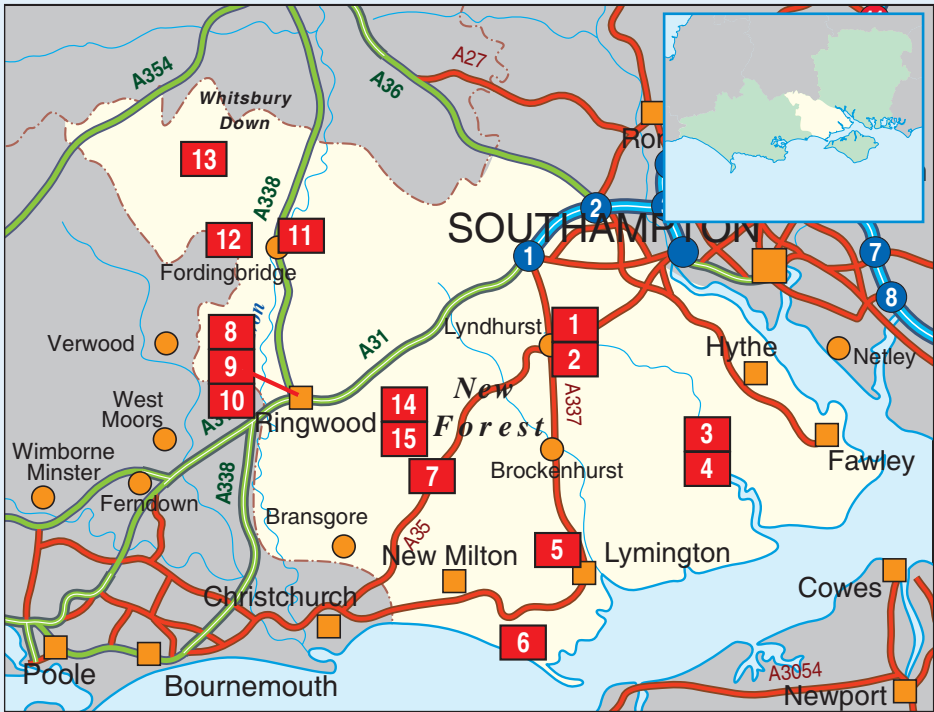 A354
A36
A27
Whitsbury
Down
13
A338
Rom
2
12
11
SOUTHAMPTON
1
7
Fordingbridge
8
8
Lyndhurst
1
Verwood
A31
Hythe
Netley
9
2
New
West
Moors
10
Ringwood
14
A337
Forest
15
3
Wimborne
Minster
A338
7
Brockenhurst
4
Fawley
Ferndown
Bransgore
A35
5
New Milton
Lymington
Christchurch
Cowes
6
Poole
Bournemouth
A3054
Newport